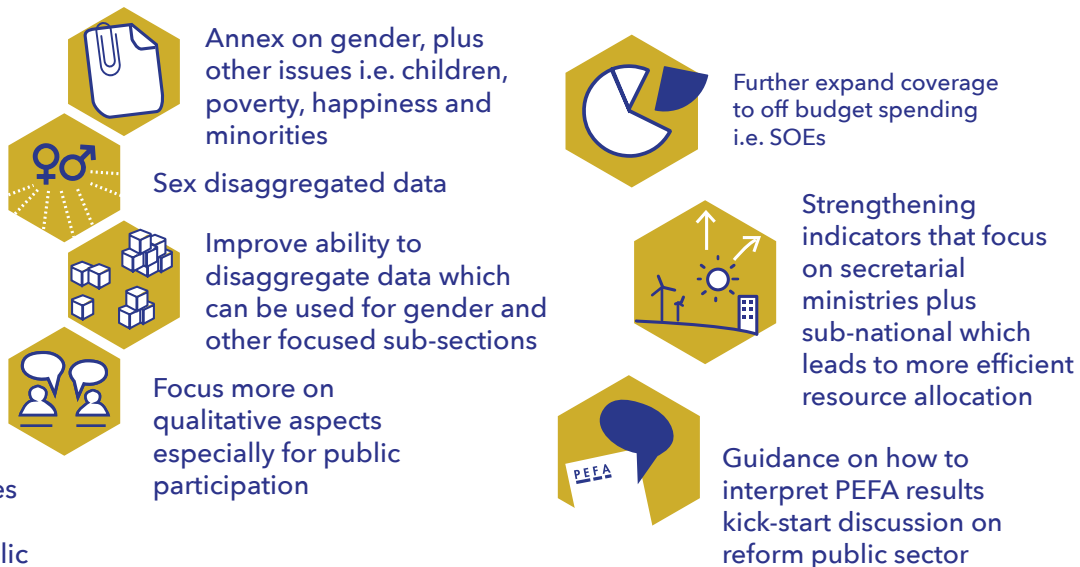 Annex on gender, plus
other issues i.e. children,
poverty, happiness and
minorities
Sex disaggregated data
Improve ability to
disaggregate data which
can be used for gender and
other focused sub-sections
Focus more on
qualitative aspects
especially for public
participation
es
lic
Further expand coverage
to off budget spending
i.e. SOEs
Strengthening
indicators that focus
on secretarial
ministries plus
sub-national which
leads to more efficient
resource allocation
PEFA
Guidance on how to
interpret PEFA results
kick-start discussion on
reform public sector